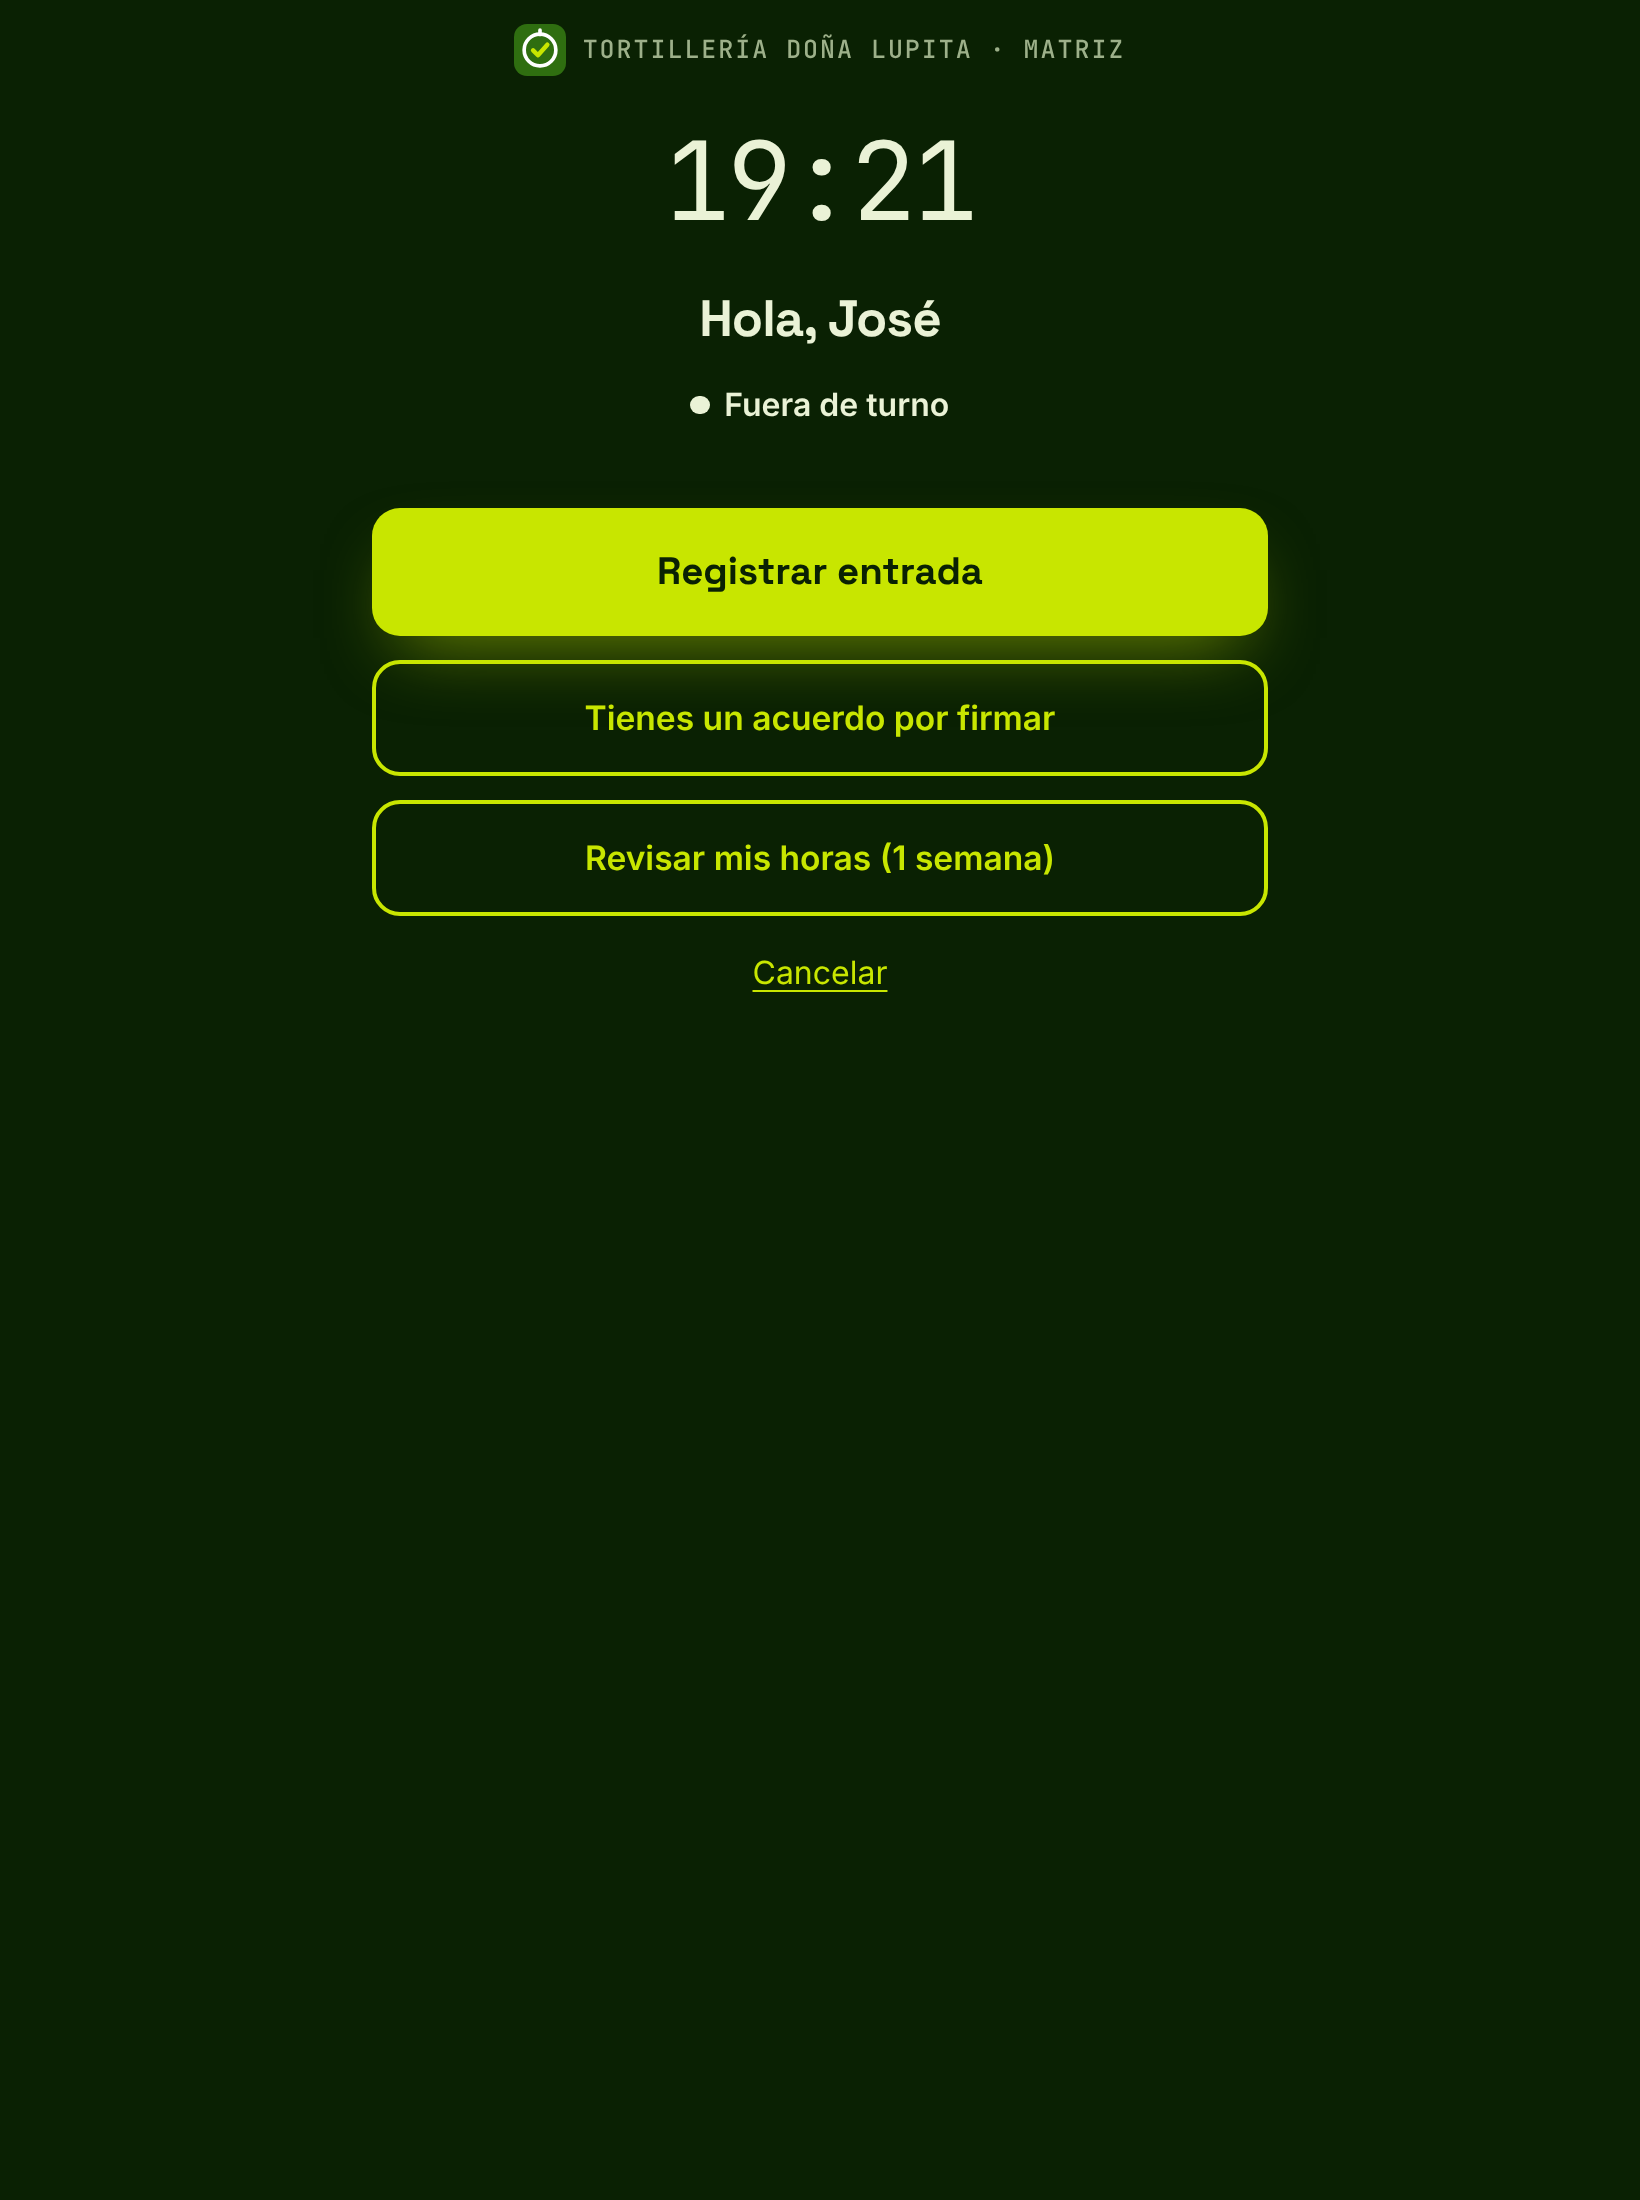 TORTILLERÍA DOÑA LUPITA · MATRIZ
19:21
Hola, José
Fuera de turno
Registrar entrada
Tienes un acuerdo por firmar
Revisar mis horas (1 semana)
Cancelar